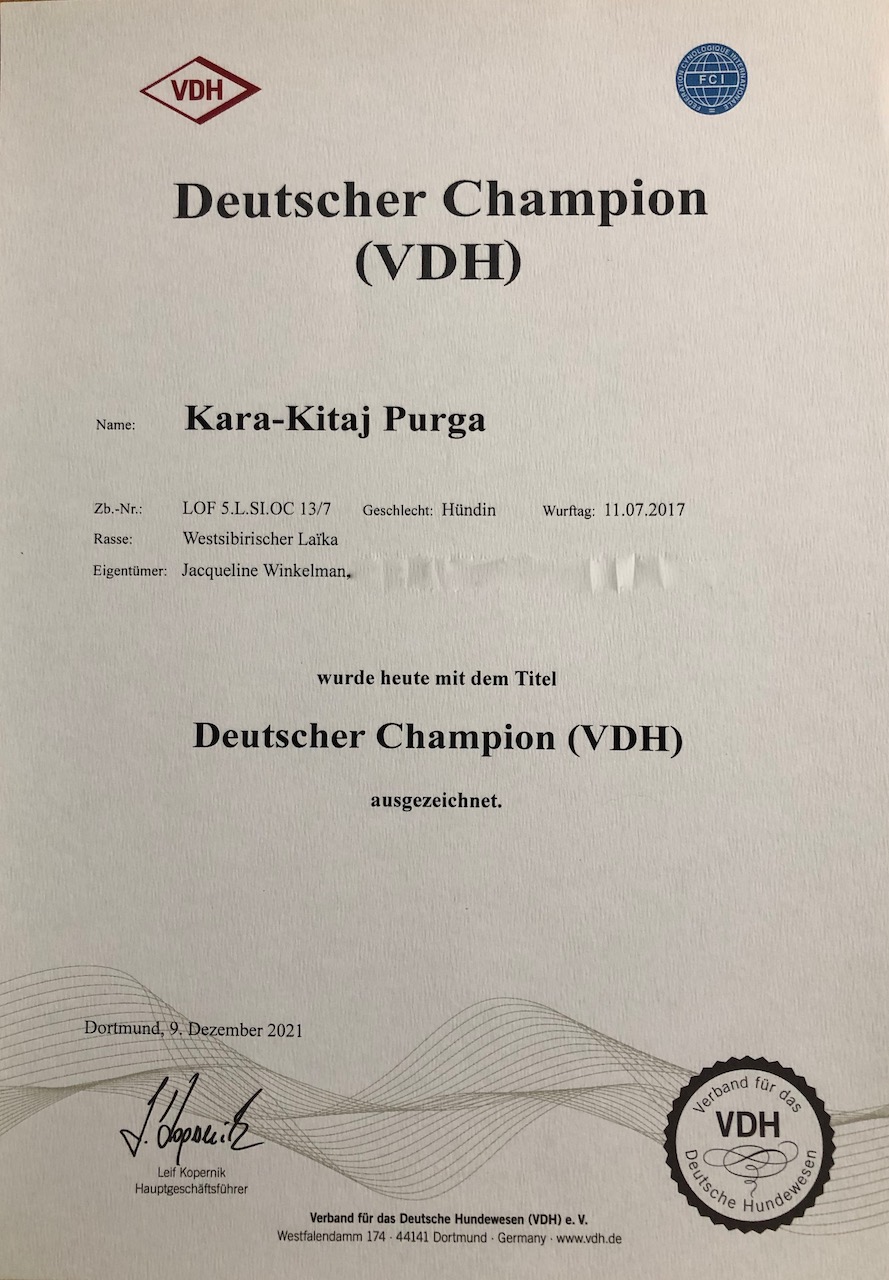 VDH
FEDERATION CYNOLOGIQUE INTERNATIONALE
FCI
Deutscher Champion
(VDH)
Name: Kara-Kitaj Purga
Zb.-Nr.: LOF 5.L.SI.OC 13/7 Geschlecht: Hündin Wurftag: 11.07.2017
Rasse: Westsibirischer Laïka
Eigentümer: Jacqueline Winkelman,
wurde heute mit dem Titel
Deutscher Champion (VDH)
ausgezeichnet.
Dortmund, 9. Dezember 2021
L. Kopernik
Leif Kopernik
Hauptgeschäftsführer
Verband für das
VDH
Deutsche Hundewesen
Verband für das Deutsche Hundewesen (VDH) e. V.
Westfalendamm 174 · 44141 Dortmund · Germany · www.vdh.de